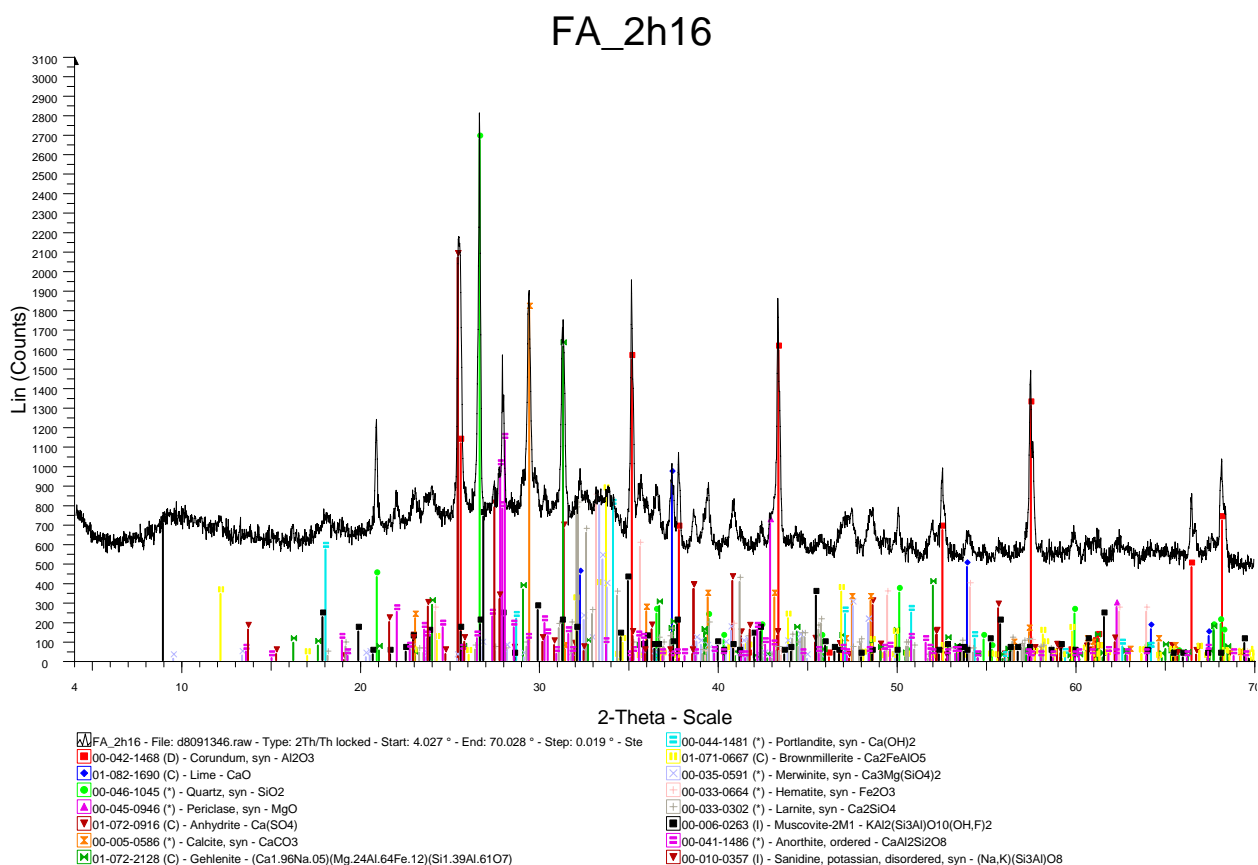 FA_2h16
Lin (Counts)
3100
3000
2900
2800
2700
2600
2500
2400
2300
2200
2100
2000
1900
1800
1700
1600
1500
1400
1300
1200
1100
1000
900
800
700
600
500
400
300
200
100
0
4 10 20 30 40 50 60 70
2-Theta - Scale
FA_2h16 - File: d8091346.raw - Type: 2Th/Th locked - Start: 4.027 ° - End: 70.028 ° - Step: 0.019 ° - Ste
00-042-1468 (D) - Corundum, syn - Al2O3
01-082-1690 (C) - Lime - CaO
00-046-1045 (*) - Quartz, syn - SiO2
00-045-0946 (*) - Periclase, syn - MgO
01-072-0916 (C) - Anhydrite - Ca(SO4)
00-005-0586 (*) - Calcite, syn - CaCO3
01-072-2128 (C) - Gehlenite - (Ca1.96Na.05)(Mg.24Al.64Fe.12)(Si1.39Al.61O7)
00-044-1481 (*) - Portlandite, syn - Ca(OH)2
01-071-0667 (C) - Brownmillerite - Ca2FeAlO5
00-035-0591 (*) - Merwinite, syn - Ca3Mg(SiO4)2
00-033-0664 (*) - Hematite, syn - Fe2O3
00-033-0302 (*) - Larnite, syn - Ca2SiO4
00-006-0263 (I) - Muscovite-2M1 - KAl2(Si3Al)O10(OH,F)2
00-041-1486 (*) - Anorthite, ordered - CaAl2Si2O8
00-010-0357 (I) - Sanidine, potassian, disordered, syn - (Na,K)(Si3Al)O8